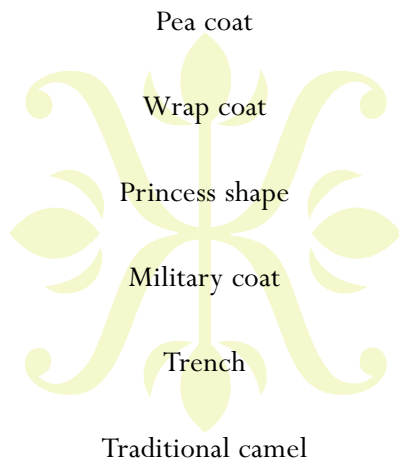 Pea coat
Wrap coat
Princess shape
Military coat
Trench
Traditional camel